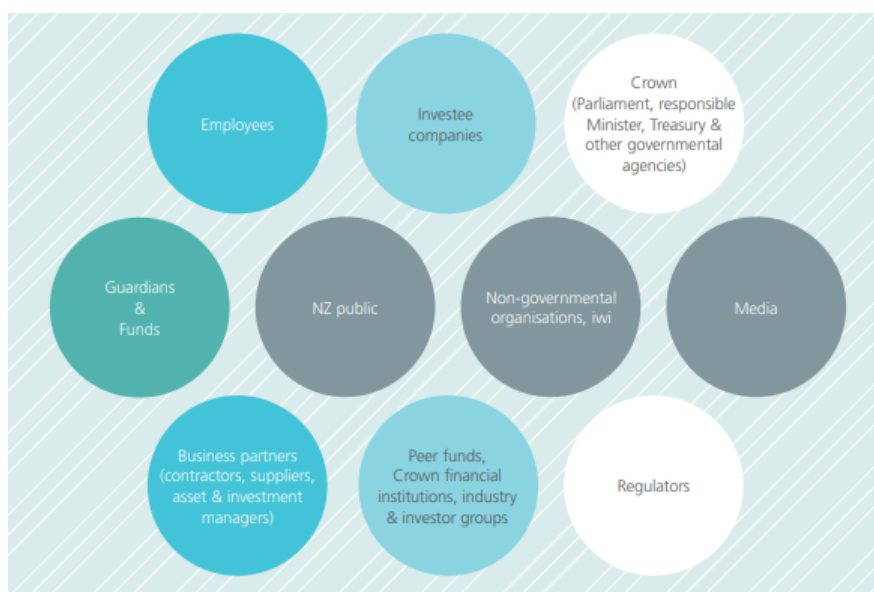 Employees
Investee
companies
Crown
(Parliament, responsible
Minister, Treasury &
other governmental
agencies)
Guardians
&
Funds
NZ public
Non-governmental
organisations, iwi
Media
Business partners
(contractors, suppliers,
asset & investment
managers)
Peer funds,
Crown financial
institutions, industry
& investor groups
Regulators